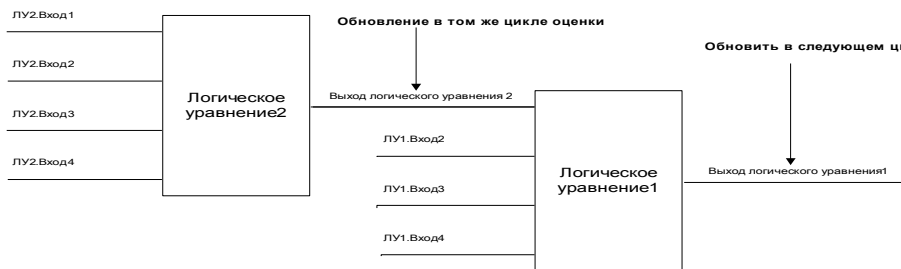 ЛУ2.Вход1
Обновление в том же цикле оценки
Обновить в следующем
ЛУ2.Вход2
Логическое
уравнение2
Выход логического уравнения 2
ЛУ2.Вход3
ЛУ1.Вход2
ЛУ2.Вход4
Логическое
уравнение1
Выход логического уравнения1
ЛУ1.Вход3
ЛУ1.Вход4